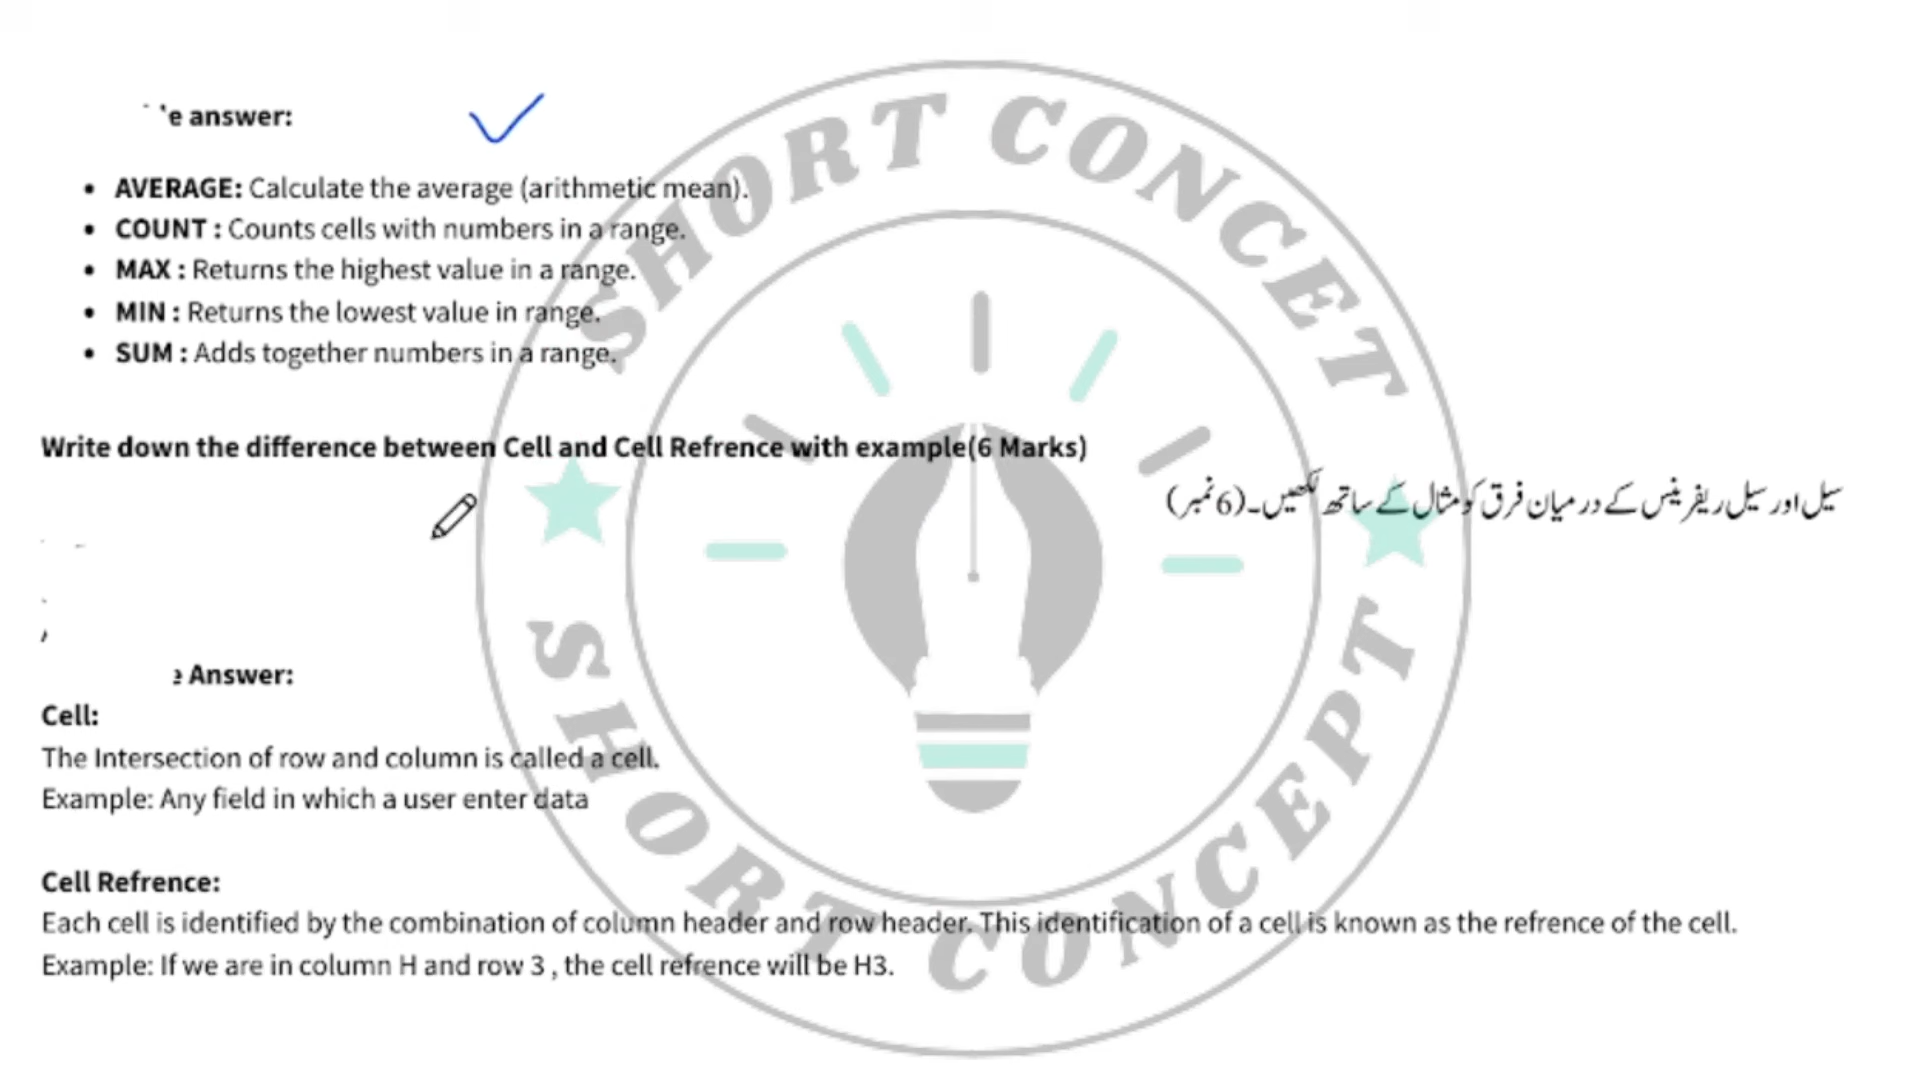 e answer:
• AVERAGE: Calculate the average (arithmetic mean).
• COUNT : Counts cells with numbers in a range.
• MAX : Returns the highest value in a range.
• MIN : Returns the lowest value in range.
• SUM : Adds together numbers in a range.
Write down the difference between Cell and Cell Refrence with example(6 Marks)
سیل اور سیل ریفرینس کے درمیان فرق کو مثال کے ساتھ لکھیں۔(6 نمبر)
e Answer:
Cell:
The Intersection of row and column is called a cell.
Example: Any field in which a user enter data
Cell Refrence:
Each cell is identified by the combination of column header and row header. This identification of a cell is known as the refrence of the cell.
Example: If we are in column H and row 3 , the cell refrence will be H3.
SHORT CONCET
SHORT CONCEPT